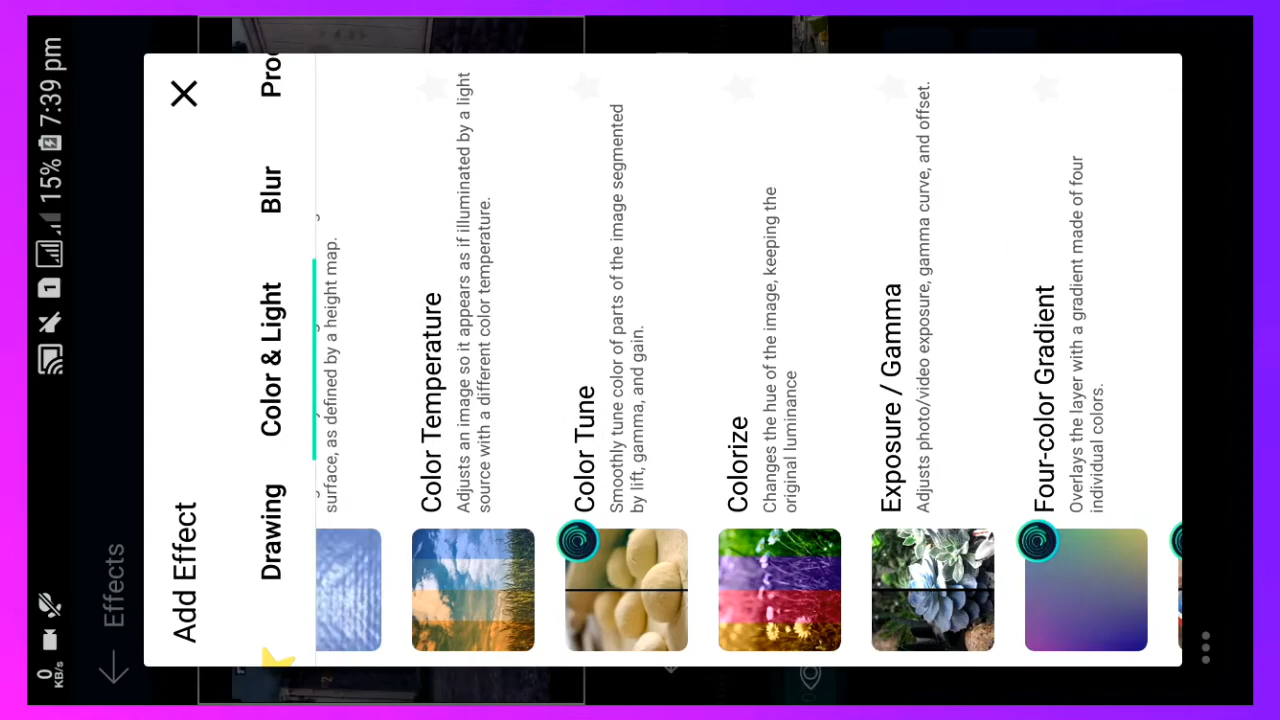 0
KB/s
15%
7:39 pm
Effects
Add Effect
Drawing
Color & Light
Blur
surface, as defined by a height map.
Color Temperature
Adjusts an image so it appears as if illuminated by a light
source with a different color temperature.
Color Tune
Smoothly tune color of parts of the image segmented
by lift, gamma, and gain.
Colorize
Changes the hue of the image, keeping the
original luminance
Exposure / Gamma
Adjusts photo/video exposure, gamma curve, and offset.
Four-color Gradient
Overlays the layer with a gradient made of four
individual colors.